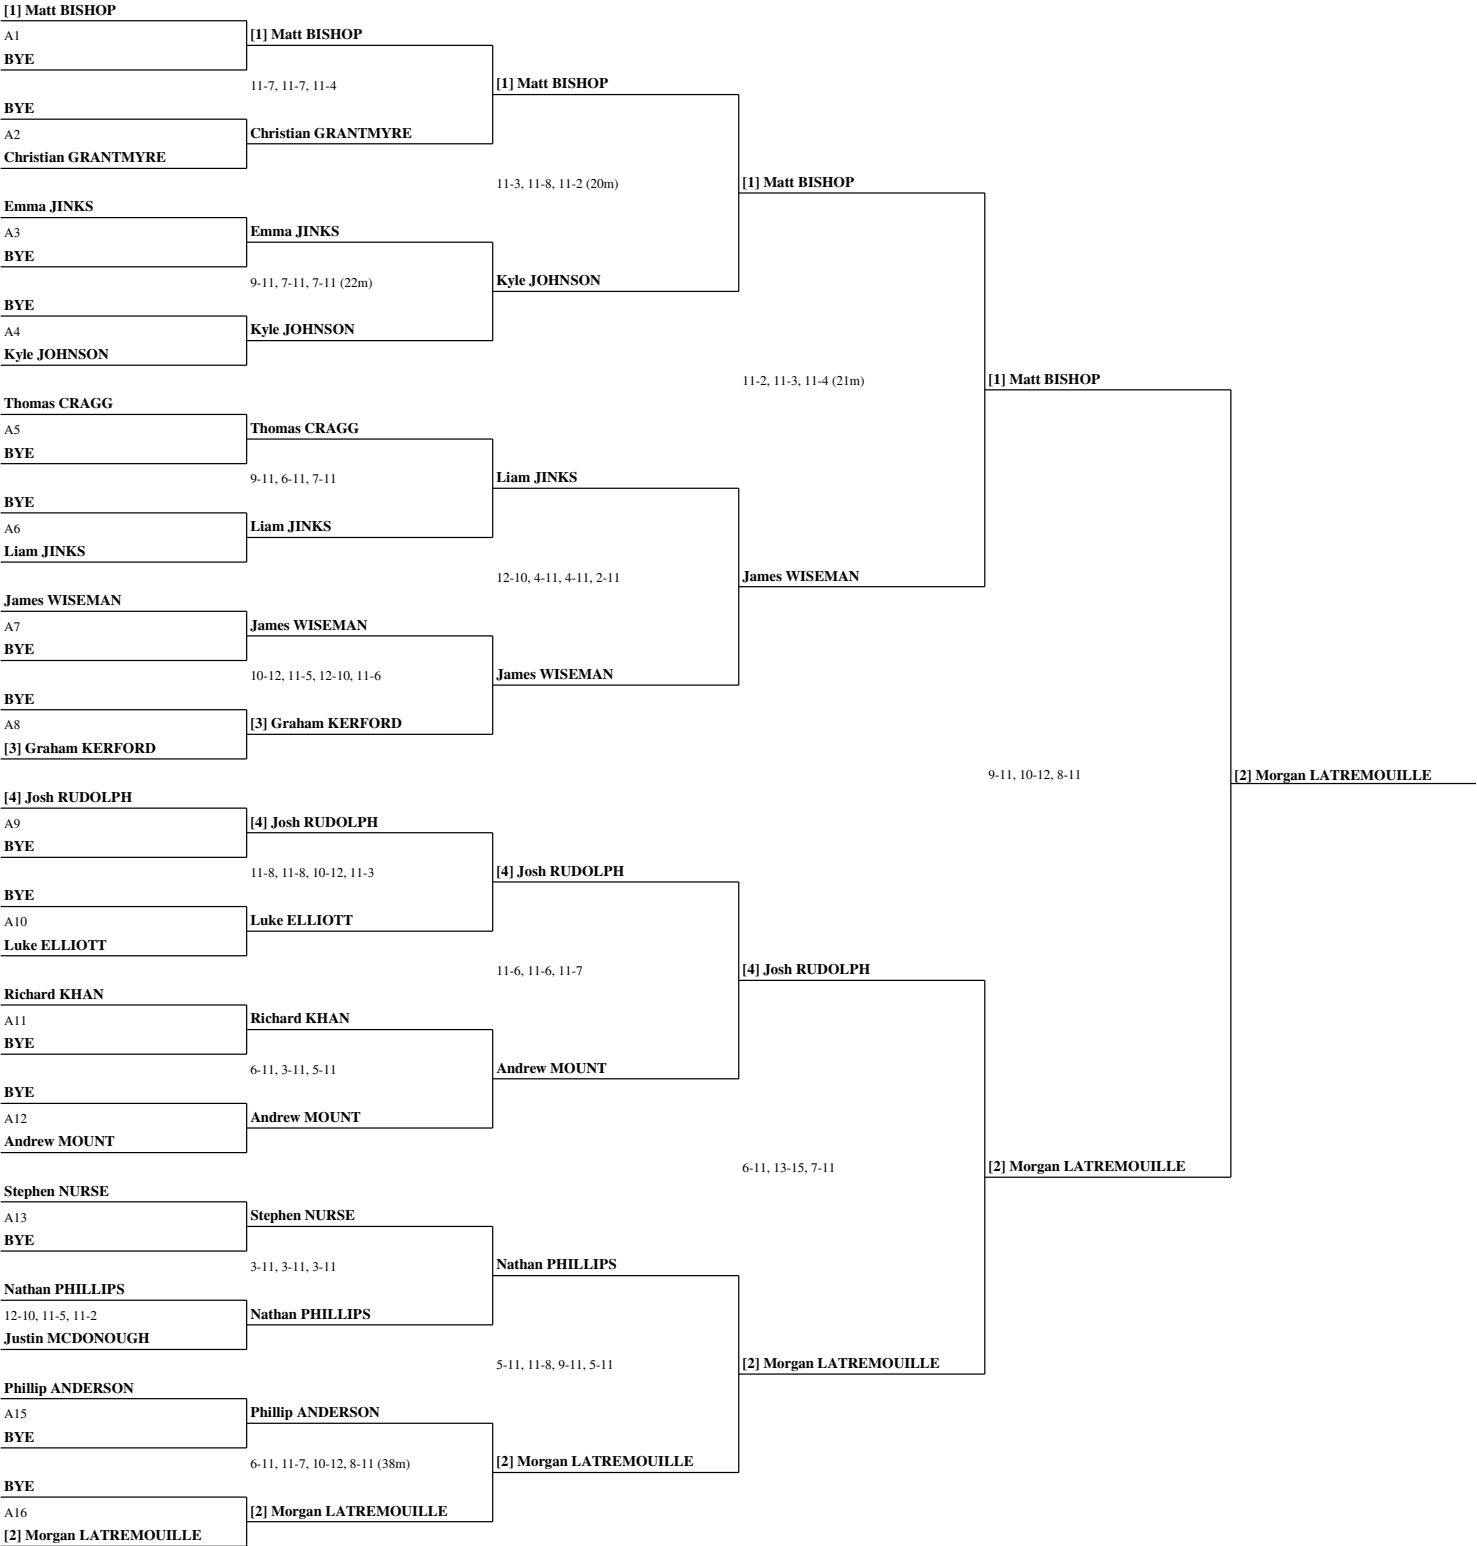 [1] Matt BISHOP
A1
BYE
BYE
A2
Christian GRANTMYRE
Emma JINKS
A3
BYE
BYE
A4
Kyle JOHNSON
Thomas CRAGG
A5
BYE
BYE
A6
Liam JINKS
James WISEMAN
A7
BYE
BYE
A8
[3] Graham KERFORD
[4] Josh RUDOLPH
A9
BYE
BYE
A10
Luke ELLIOTT
Richard KHAN
A11
BYE
BYE
A12
Andrew MOUNT
Stephen NURSE
A13
BYE
Nathan PHILLIPS
12-10, 11-5, 11-2
Justin MCDONOUGH
Phillip ANDERSON
A15
BYE
BYE
A16
[2] Morgan LATREMOUILLE
[1] Matt BISHOP
11-7, 11-7, 11-4
Christian GRANTMYRE
Emma JINKS
9-11, 7-11, 7-11 (22m)
Kyle JOHNSON
Thomas CRAGG
9-11, 6-11, 7-11
Liam JINKS
James WISEMAN
10-12, 11-5, 12-10, 11-6
[3] Graham KERFORD
[4] Josh RUDOLPH
11-8, 11-8, 10-12, 11-3
Luke ELLIOTT
Richard KHAN
6-11, 3-11, 5-11
Andrew MOUNT
Stephen NURSE
3-11, 3-11, 3-11
Nathan PHILLIPS
Phillip ANDERSON
6-11, 11-7, 10-12, 8-11 (38m)
[2] Morgan LATREMOUILLE
[1] Matt BISHOP
11-3, 11-8, 11-2 (20m)
Kyle JOHNSON
Liam JINKS
12-10, 4-11, 4-11, 2-11
James WISEMAN
[4] Josh RUDOLPH
11-6, 11-6, 11-7
Andrew MOUNT
Nathan PHILLIPS
5-11, 11-8, 9-11, 5-11
[2] Morgan LATREMOUILLE
[1] Matt BISHOP
11-2, 11-3, 11-4 (21m)
James WISEMAN
[4] Josh RUDOLPH
6-11, 13-15, 7-11
[2] Morgan LATREMOUILLE
[1] Matt BISHOP
9-11, 10-12, 8-11
[2] Morgan LATREMOUILLE
[2] Morgan LATREMOUILLE